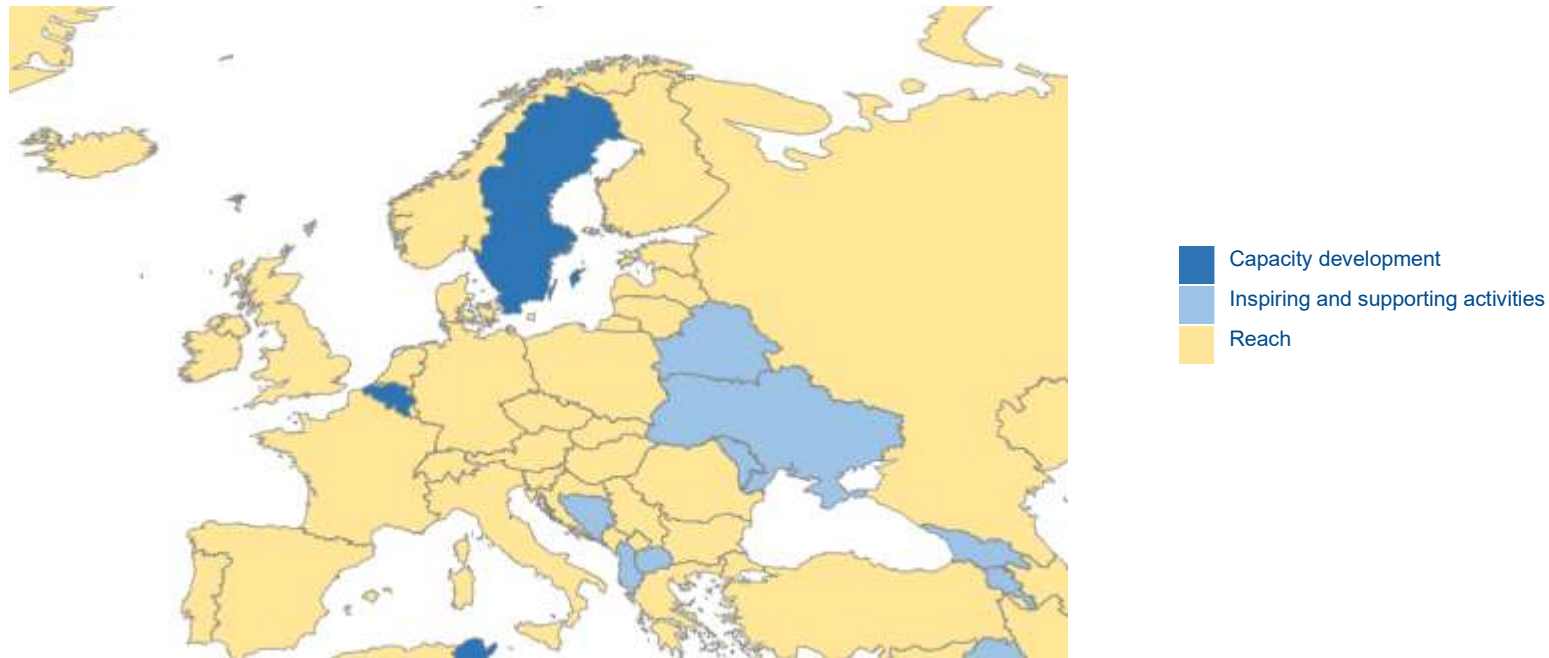 Capacity development
Inspiring and supporting activities
Reach